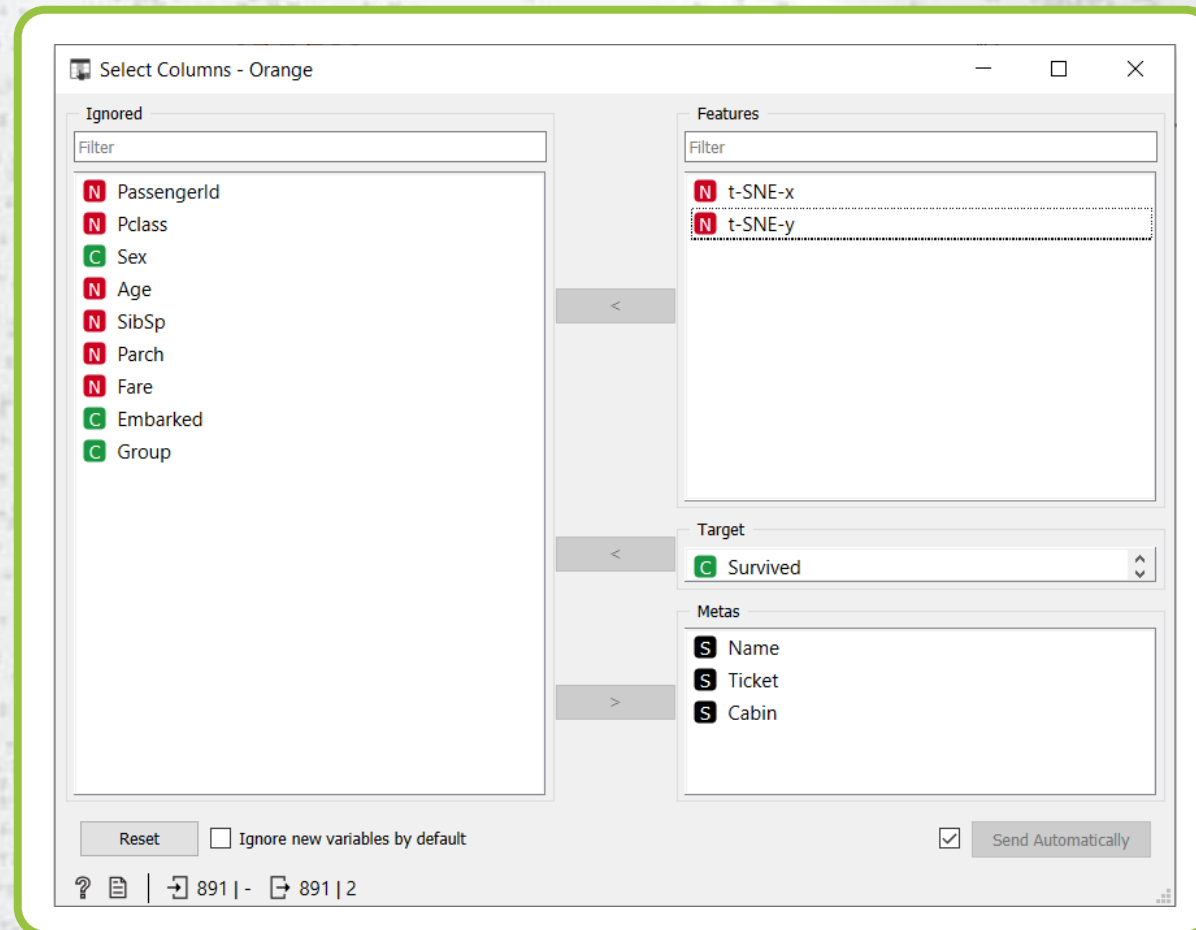 Select Columns - Orange
Ignored
Filter
N PassengerId
N Pclass
C Sex
N Age
N SibSp
N Parch
N Fare
C Embarked
C Group
<
<
>
Features
Filter
N t-SNE-x
N t-SNE-y
Target
C Survived
Metas
S Name
S Ticket
S Cabin
Reset
Ignore new variables by default
Send Automatically
? 891 | - 891 | 2